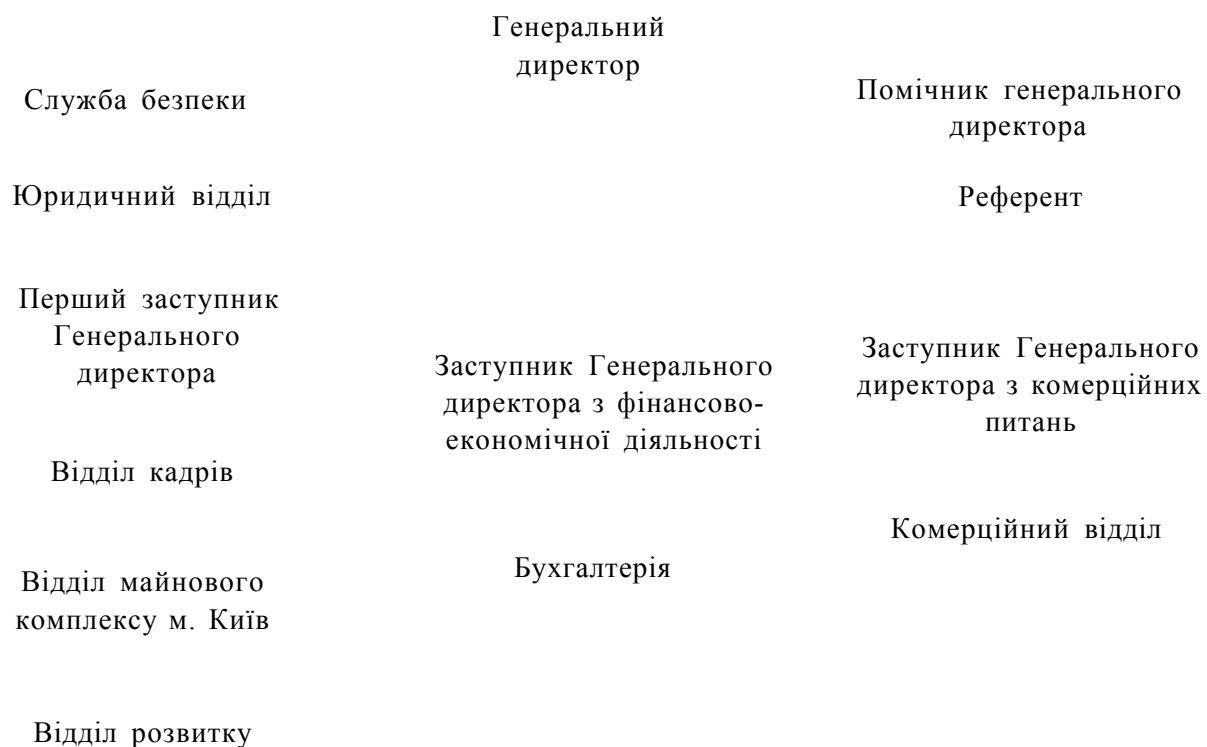 Генеральний
директор
Служба безпеки
Помічник генерального
директора
Юридичний відділ
Референт
Перший заступник
Генерального
директора
Заступник Генерального
директора з фінансово-
економічної діяльності
Заступник Генерального
директора з комерційних
питань
Відділ кадрів
Комерційний відділ
Бухгалтерія
Відділ майнового
комплексу м. Київ
Відділ розвитку